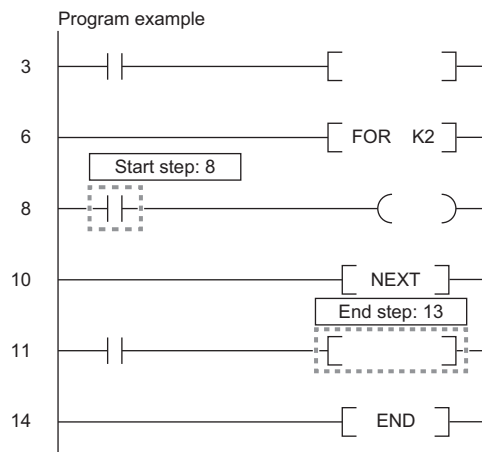 Program example
3
6 FOR K2
Start step: 8
8
10 NEXT
End step: 13
11
14 END